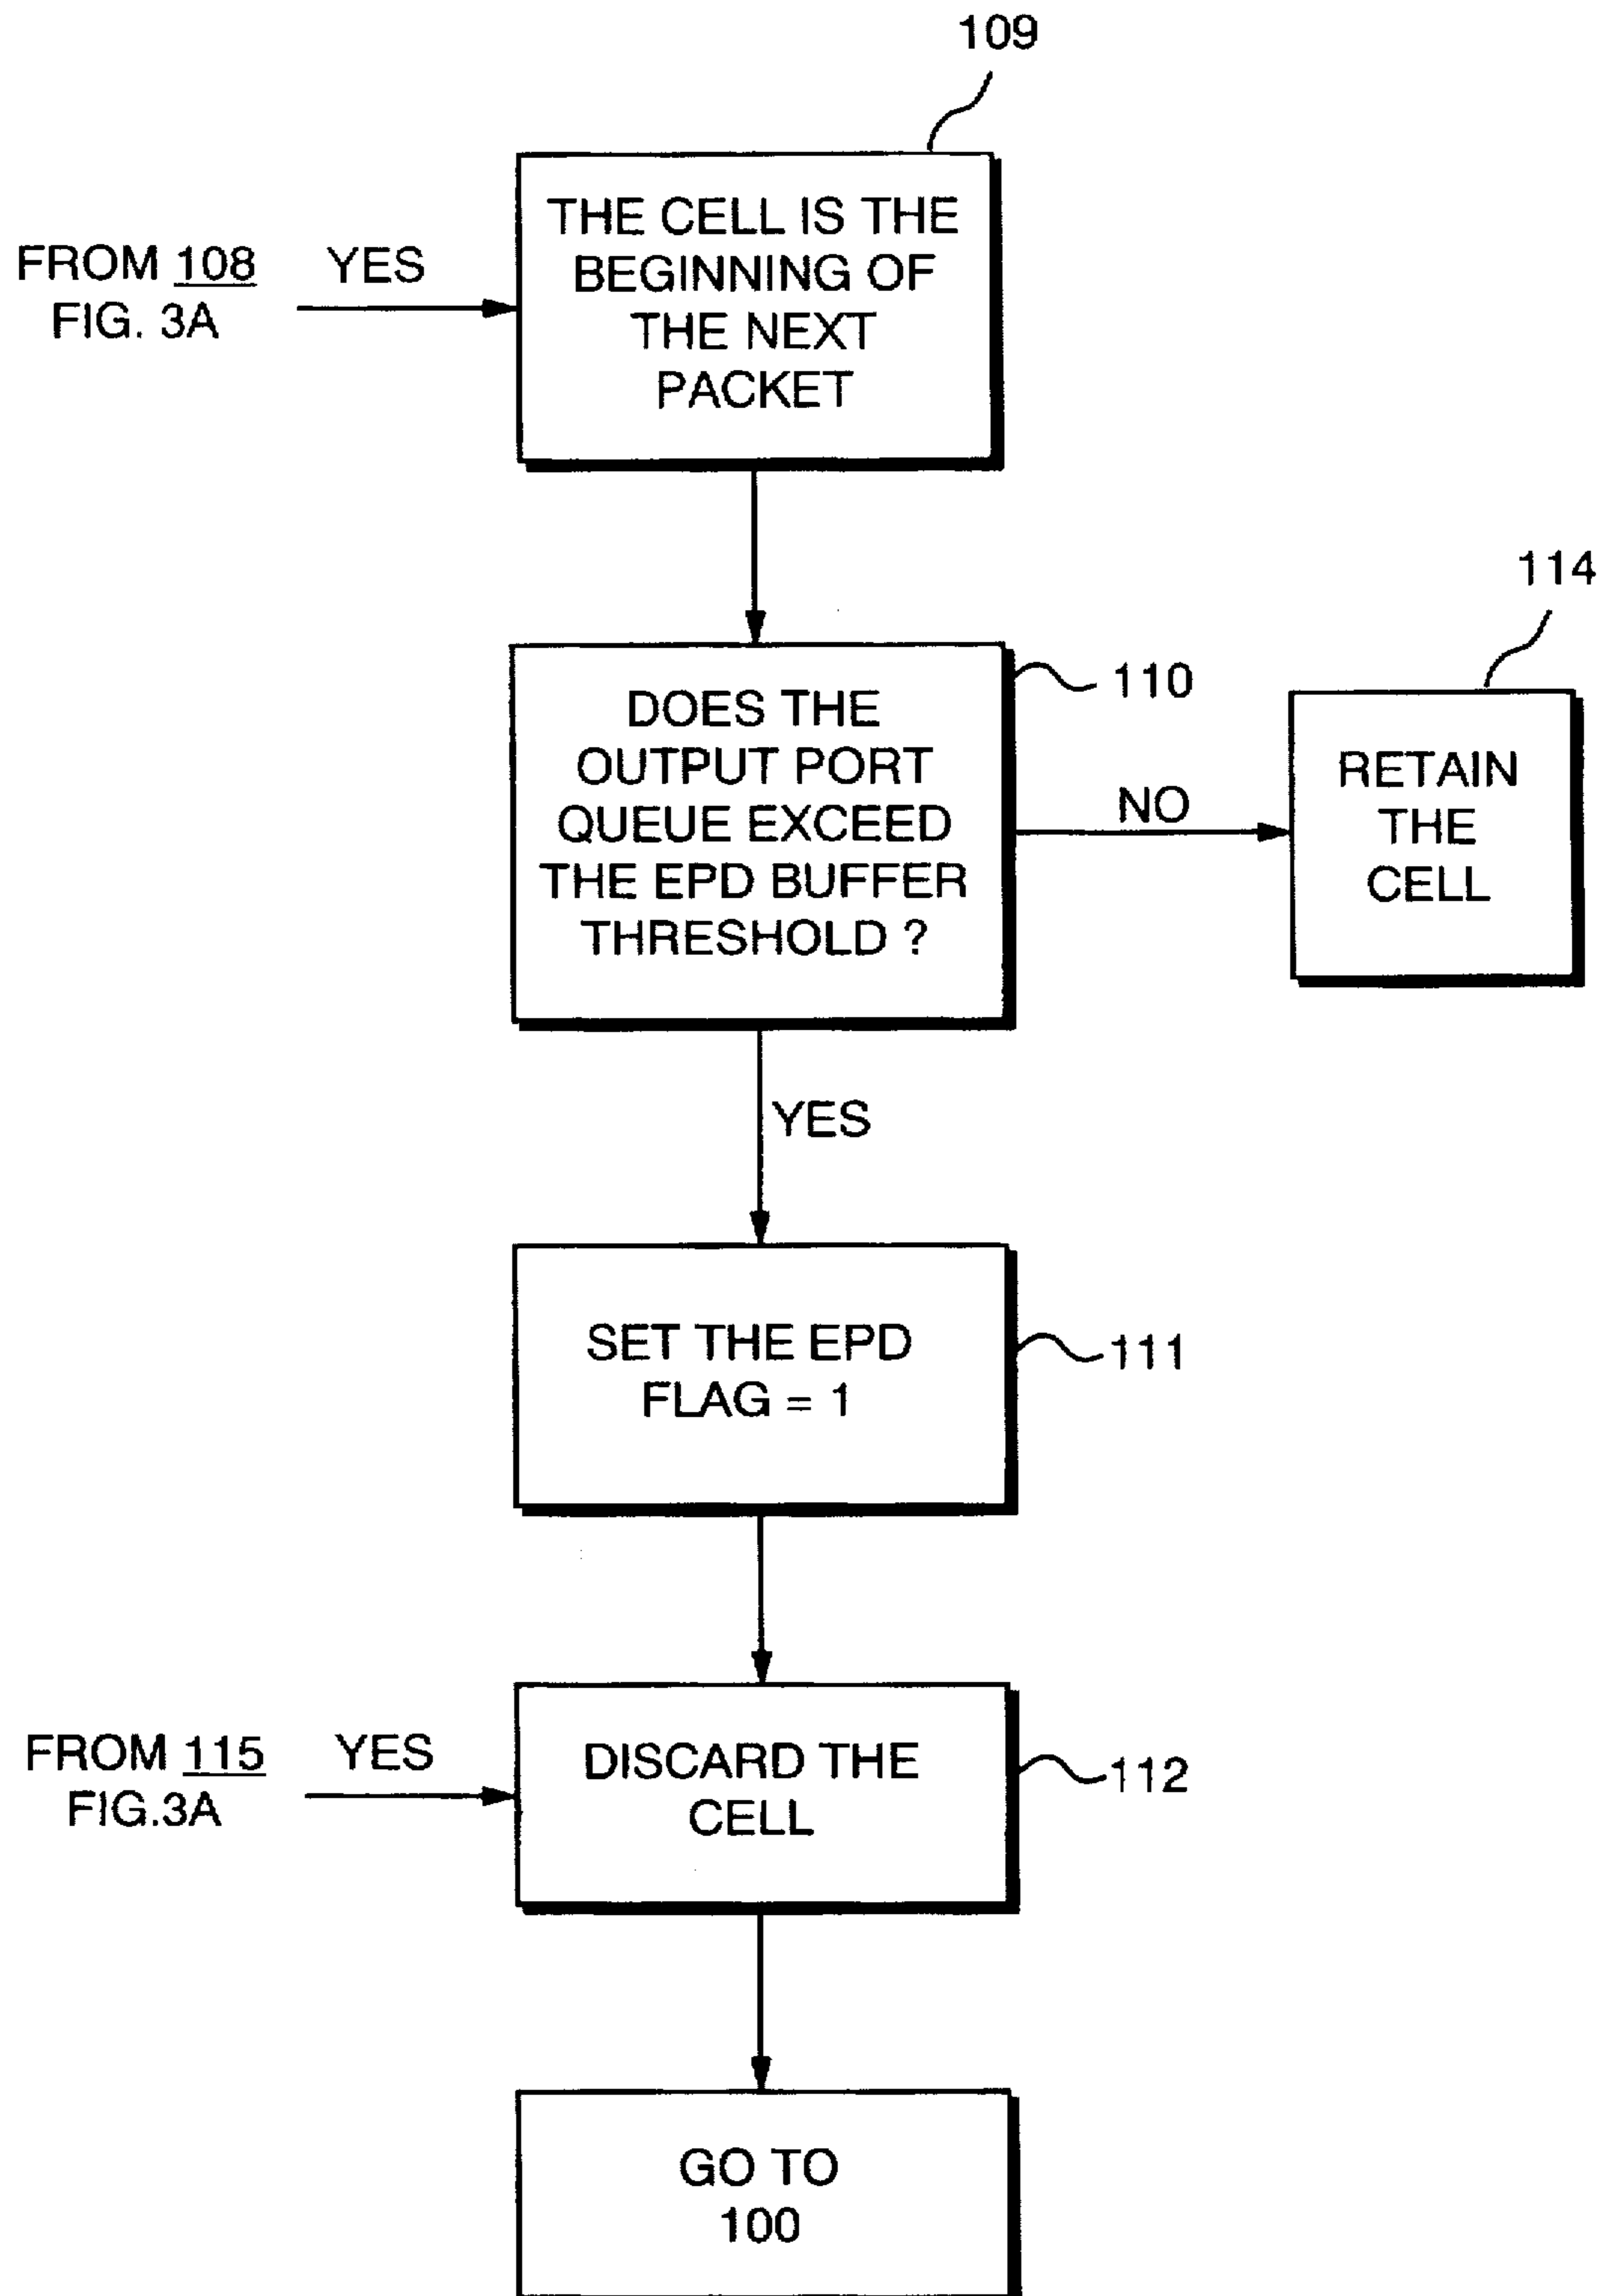 109
THE CELL IS THE
BEGINNING OF
THE NEXT
PACKET
FROM 108
FIG. 3A
YES
DOES THE
OUTPUT PORT
QUEUE EXCEED
THE EPD BUFFER
THRESHOLD ?
110
NO
114
RETAIN
THE
CELL
YES
SET THE EPD
FLAG = 1
111
FROM 115
FIG.3A
YES
DISCARD THE
CELL
112
GO TO
100